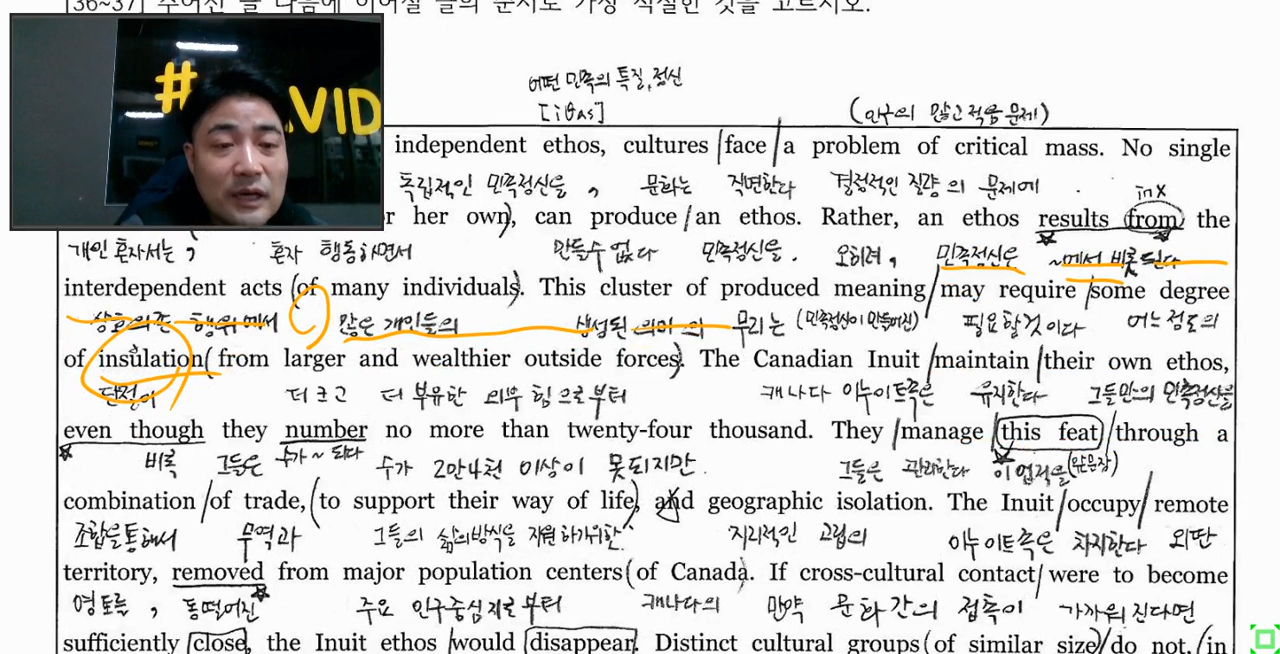 [36~37] 주어진 글 다음에 이어질 글의 순서로 가장 적절한 것을 고르시오.
# VID
어떤 민족의 특질, 정신
[iθas]
(인구의 많고 적음 문제)
independent ethos, cultures face a problem of critical mass. No single
독립적인 민족정신을, 문화는 직면한다 결정적인 질량의 문제에
in X
r her own), can produce an ethos. Rather, an ethos results from the
개인 혼자서는, 혼자 행동하면서 만들수 없다 민족정신을. 오히려, 민족정신은 ~에서 비롯된다
interdependent acts (of many individuals). This cluster of produced meaning may require some degree
상호의존 행위에서 많은 개인들의 생성된 의미의 무리는 (민족정신이 만들어진) 필요할것이다 어느정도의
of insulation (from larger and wealthier outside forces). The Canadian Inuit maintain their own ethos,
단절이 더 크고 더 부유한 외부 힘으로부터 캐나다 이누이트족은 유지한다 그들만의 민족정신을
even though they number no more than twenty-four thousand. They manage this feat through a
비록 그들은 수가~되다 수가 2만4천 이상이 못되지만. 그들은 관리한다 이 업적을 (앞문장)
combination of trade, (to support their way of life), and geographic isolation. The Inuit occupy remote
조합을통해서 무역과 그들의 삶의방식을 지원하기위한 지리적인 고립의 이누이트족은 차지한다 외딴
territory, removed from major population centers (of Canada). If cross-cultural contact were to become
영토를, 동떨어진 주요 인구중심지로부터 캐나다의 만약 문화간의 접촉이 가까워진다면
sufficiently close, the Inuit ethos would disappear. Distinct cultural groups (of similar size) do not, (in